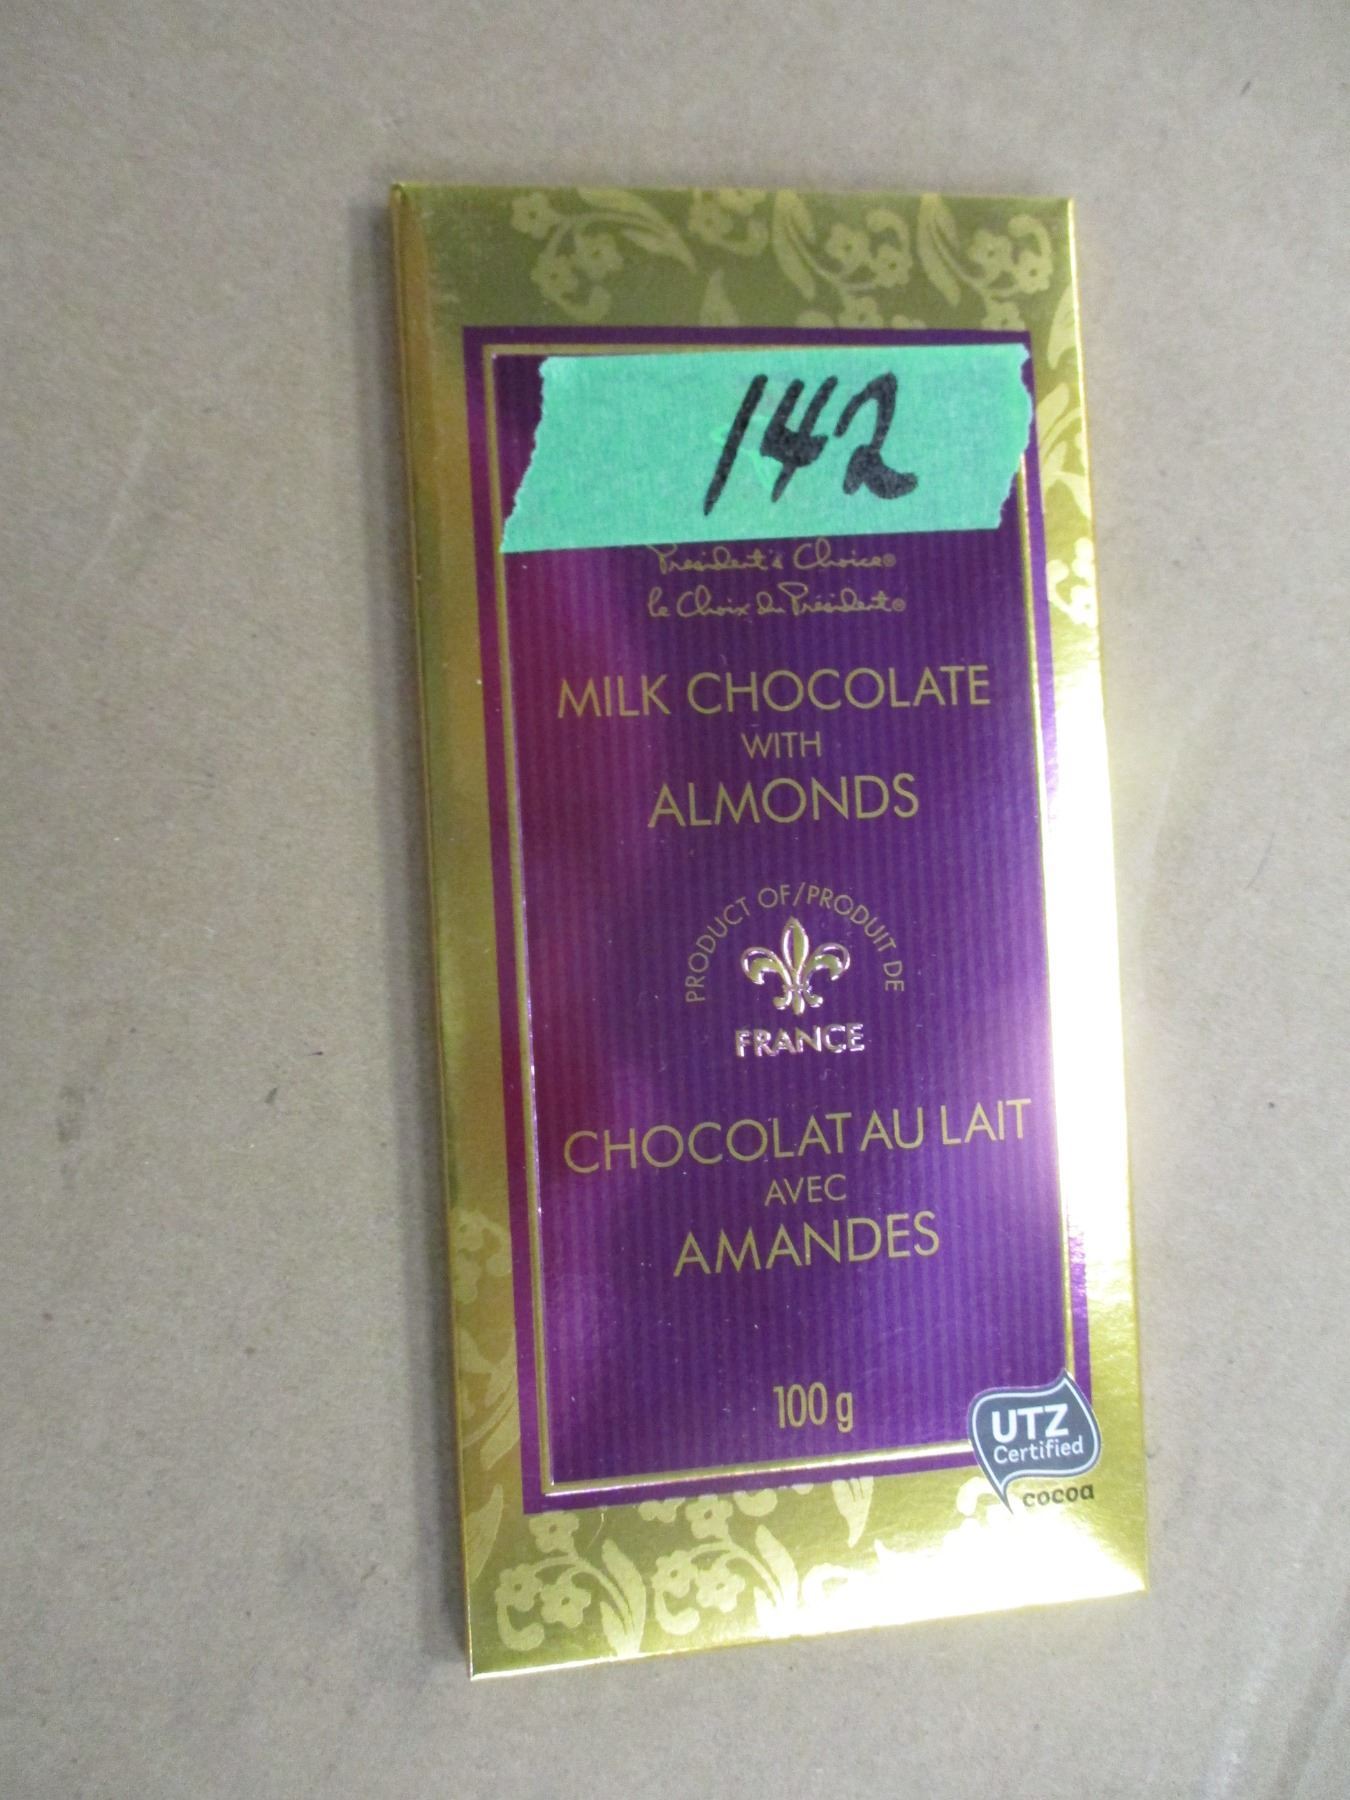 142
President's Choice®
le Choix du Président®
MILK CHOCOLATE
WITH
ALMONDS
PRODUCT OF/PRODUIT DE
FRANCE
CHOCOLAT AU LAIT
AVEC
AMANDES
100 g
UTZ
Certified
cocoa